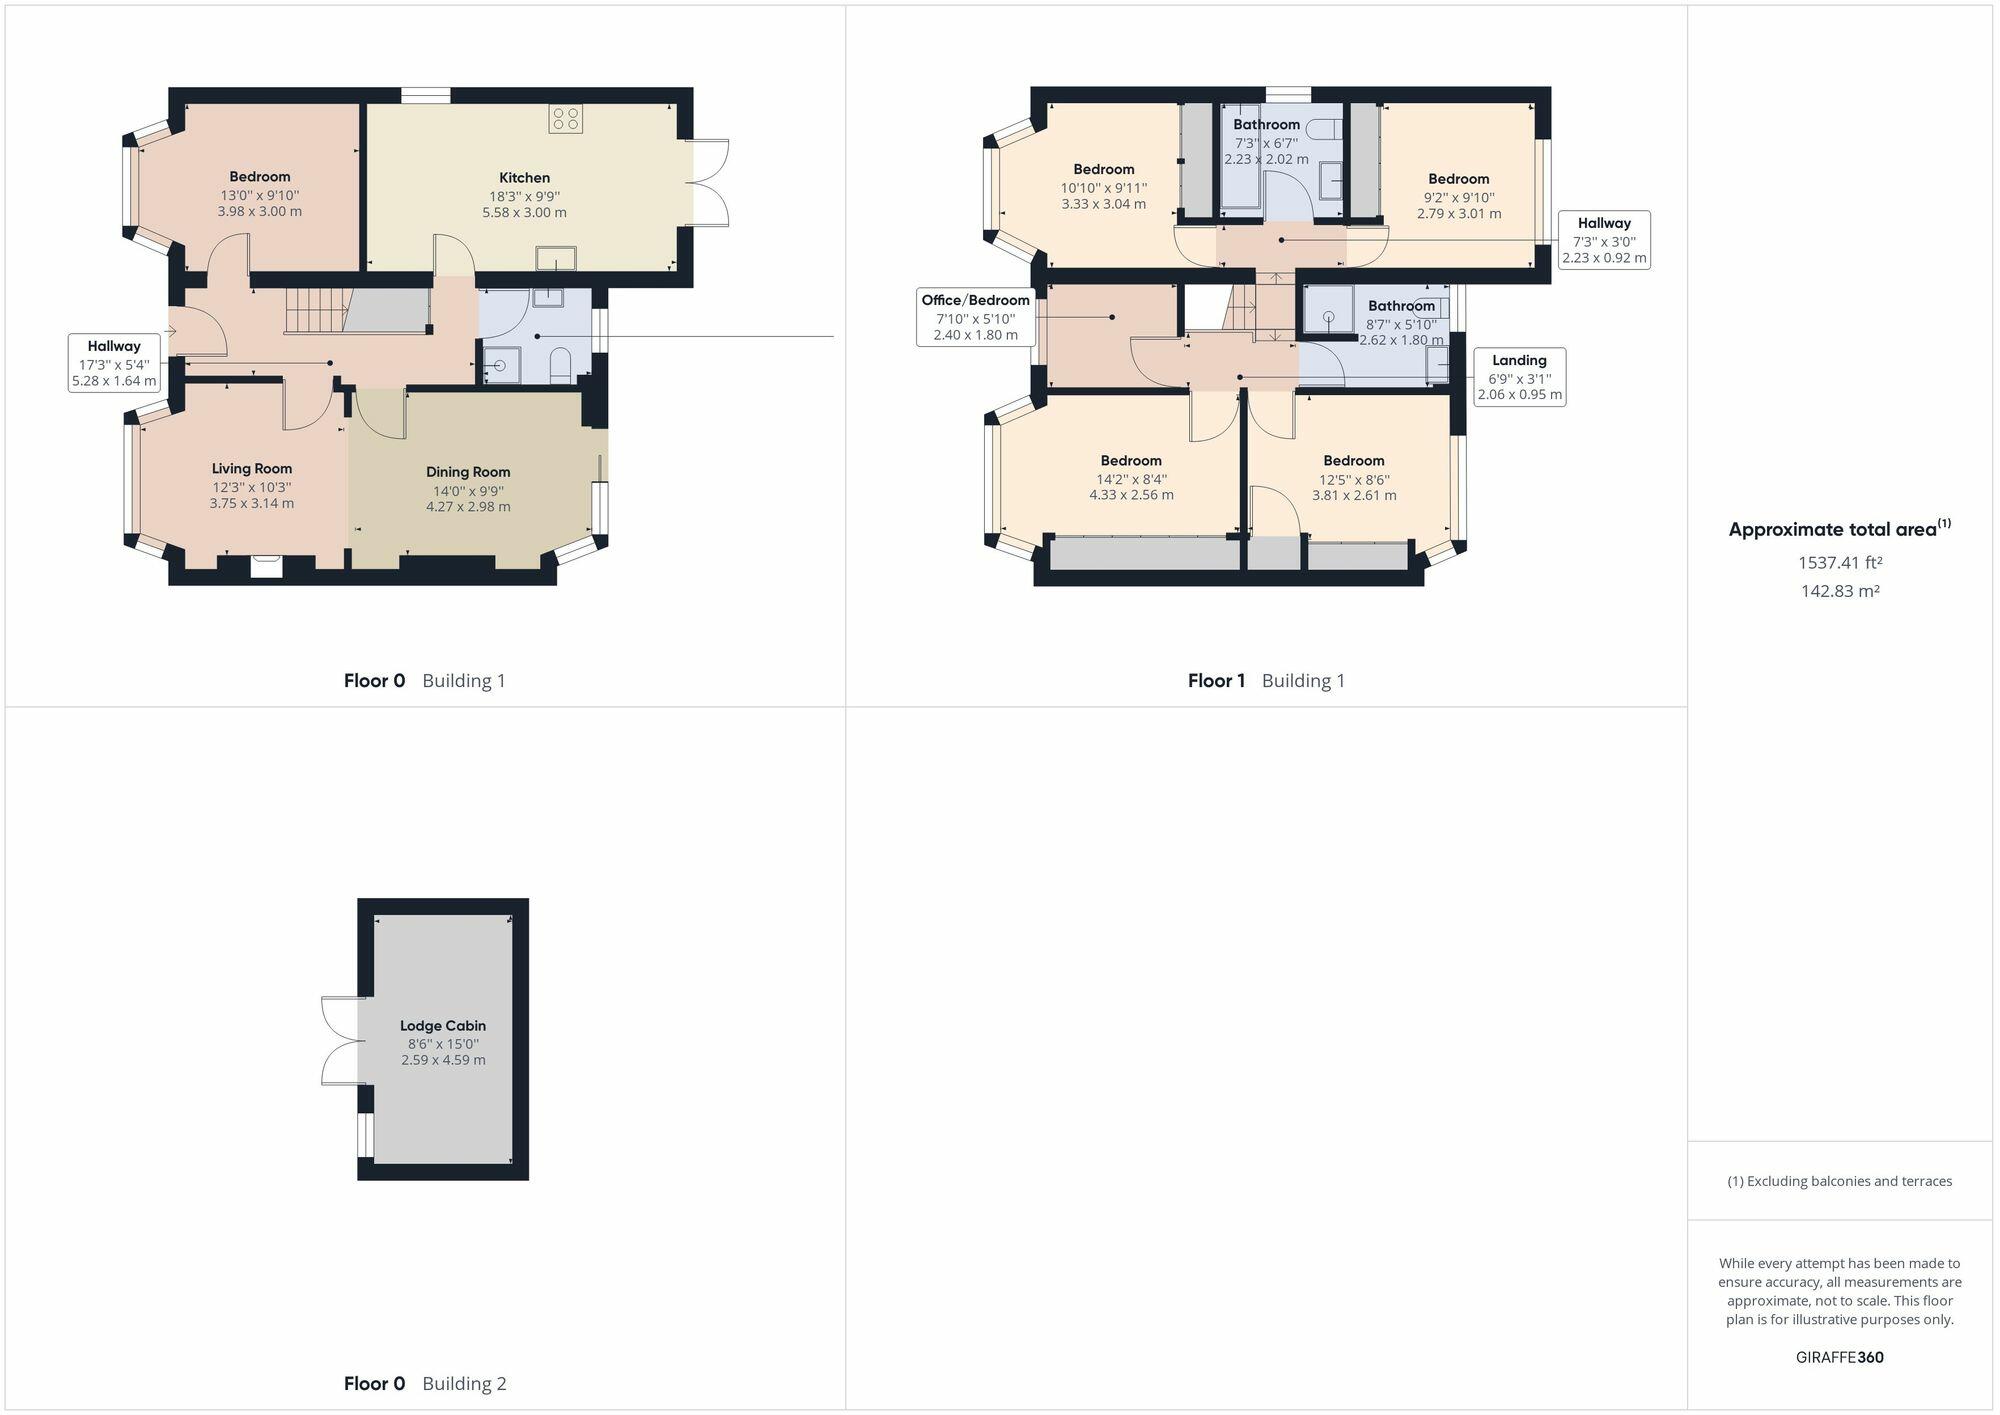 Bedroom
13'0" x 9'10"
3.98 x 3.00 m
Kitchen
18'3" x 9'9"
5.58 x 3.00 m
Hallway
17'3" x 5'4"
5.28 x 1.64 m
Living Room
12'3" x 10'3"
3.75 x 3.14 m
Dining Room
14'0" x 9'9"
4.27 x 2.98 m
Floor 0 Building 1
Bedroom
10'10" x 9'11"
3.33 x 3.04 m
Bathroom
7'3" x 6'7"
2.23 x 2.02 m
Bedroom
9'2" x 9'10"
2.79 x 3.01 m
Hallway
7'3" x 3'0"
2.23 x 0.92 m
Office/Bedroom
7'10" x 5'10"
2.40 x 1.80 m
Bathroom
8'7" x 5'10"
2.62 x 1.80 m
Landing
6'9" x 3'1"
2.06 x 0.95 m
Bedroom
14'2" x 8'4"
4.33 x 2.56 m
Bedroom
12'5" x 8'6"
3.81 x 2.61 m
Floor 1 Building 1
Lodge Cabin
8'6" x 15'0"
2.59 x 4.59 m
Floor 0 Building 2
Approximate total area(1)
1537.41 ft²
142.83 m²
(1) Excluding balconies and terraces
While every attempt has been made to
ensure accuracy, all measurements are
approximate, not to scale. This floor
plan is for illustrative purposes only.
GIRAFFE360